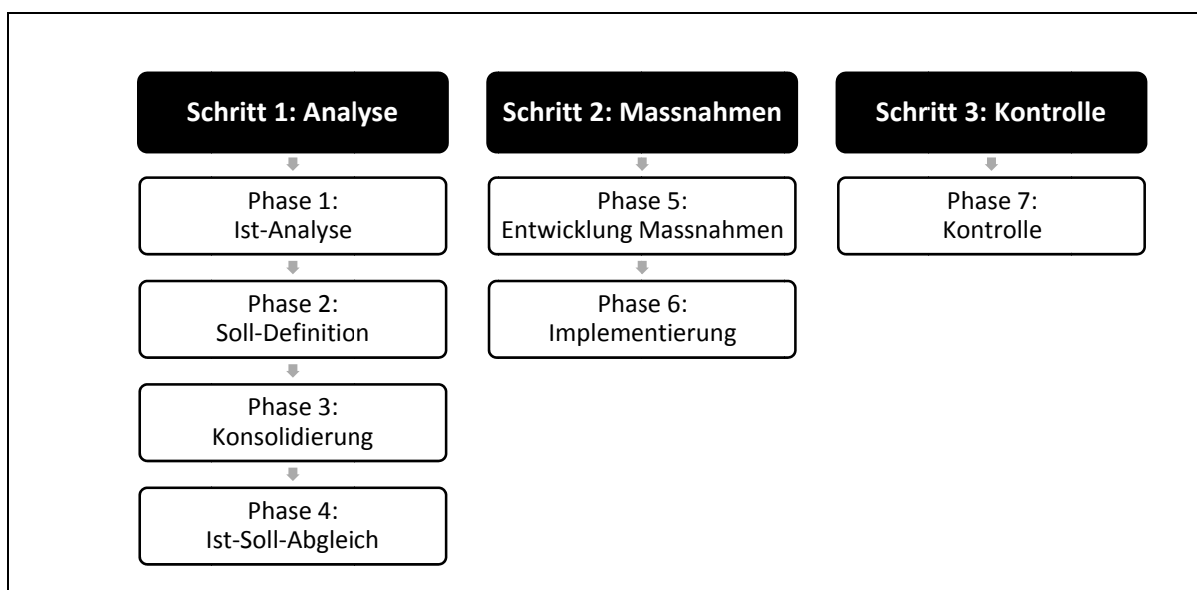 Schritt 1: Analyse
Phase 1:
Ist-Analyse
Phase 2:
Soll-Definition
Phase 3:
Konsolidierung
Phase 4:
Ist-Soll-Abgleich
Schritt 2: Massnahmen
Phase 5:
Entwicklung Massnahmen
Phase 6:
Implementierung
Schritt 3: Kontrolle
Phase 7:
Kontrolle